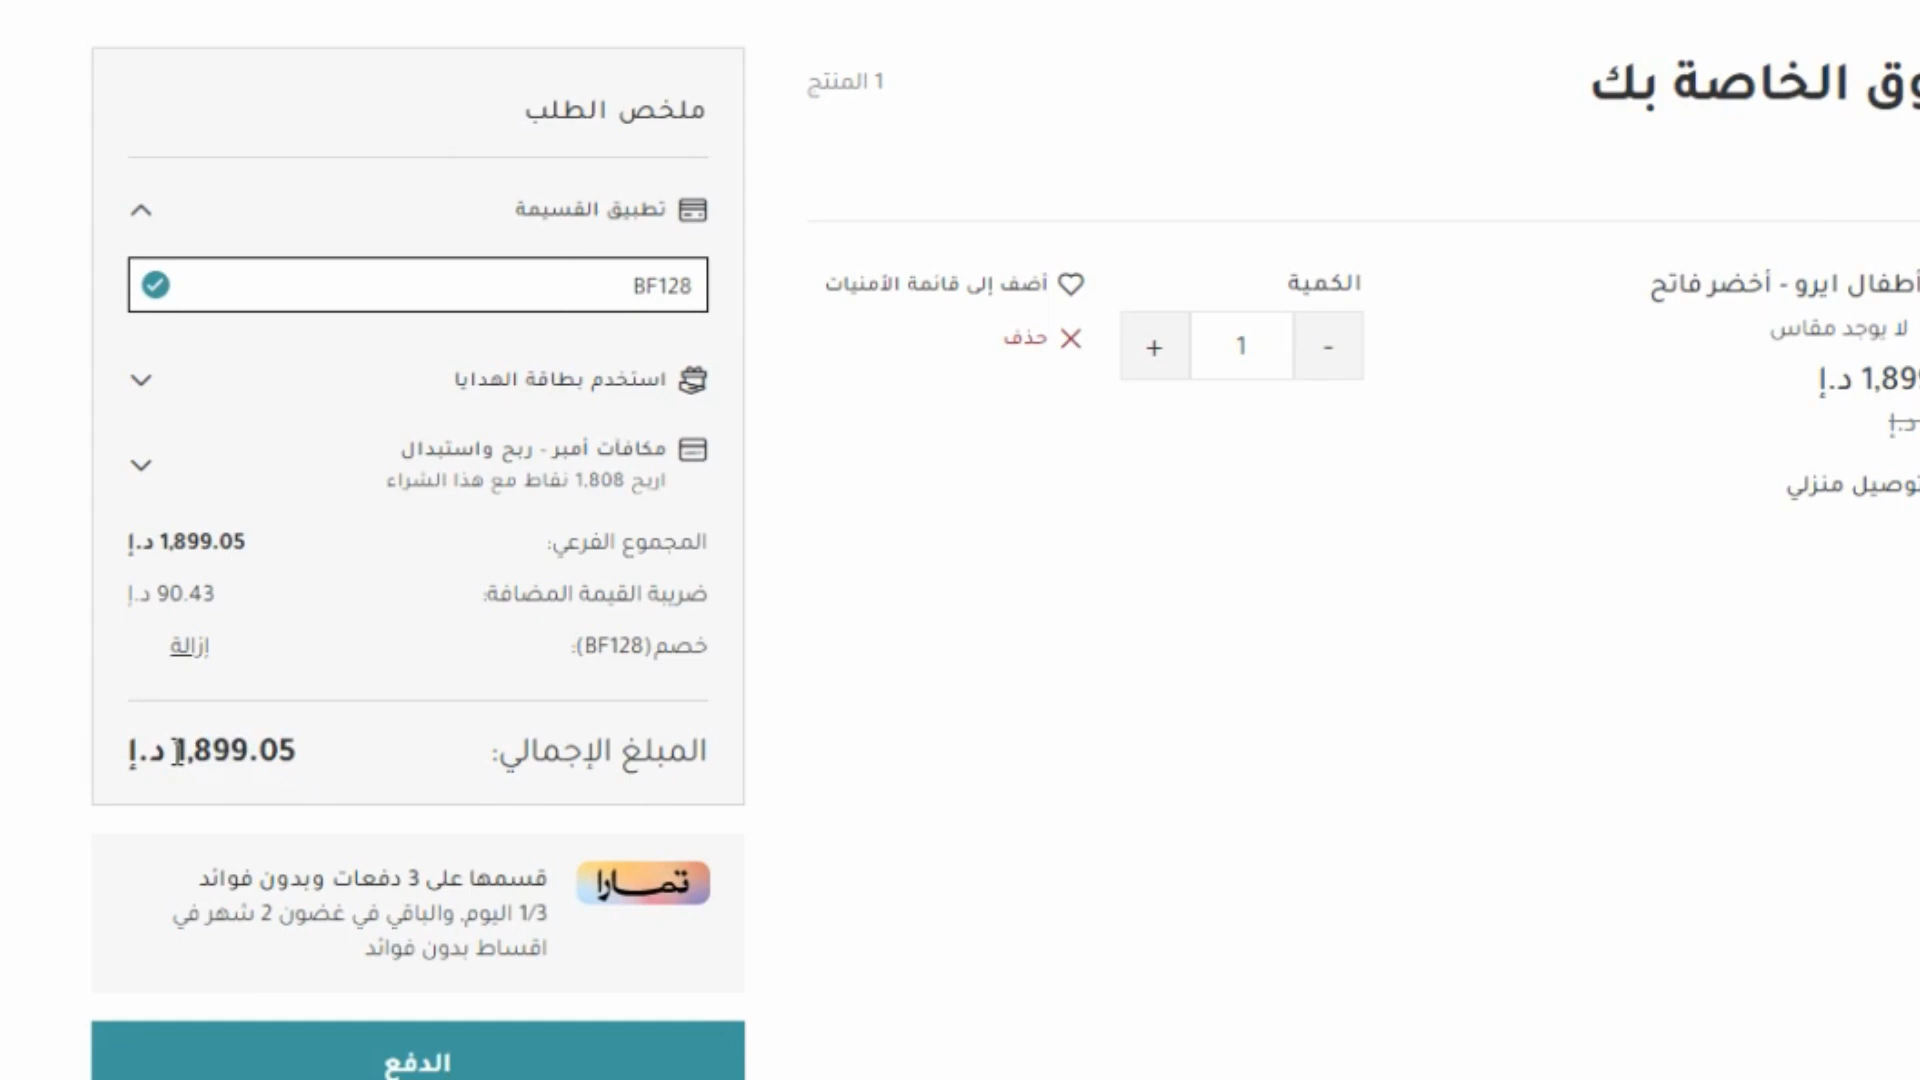 الخاصة بك
1 المنتج
أطفال ايرو - أخضر فاتح
لا يوجد مقاس
د.إ
توصيل منزلي
الكمية
- 1 +
أضف إلى قائمة الأمنيات
حذف
ملخص الطلب
تطبيق القسيمة
BF128
استخدم بطاقة الهدايا
مكافآت أمبر - ربح واستبدال
اربح 1,808 نقاط مع هذا الشراء
المجموع الفرعي: 1,899.05 د.إ
ضريبة القيمة المضافة: 90.43 د.إ
خصم(BF128): إزالة
المبلغ الإجمالي: 1,899.05 د.إ
تمارا
قسمها على 3 دفعات وبدون فوائد
1/3 اليوم, والباقي في غضون 2 شهر في
اقساط بدون فوائد
الدفع